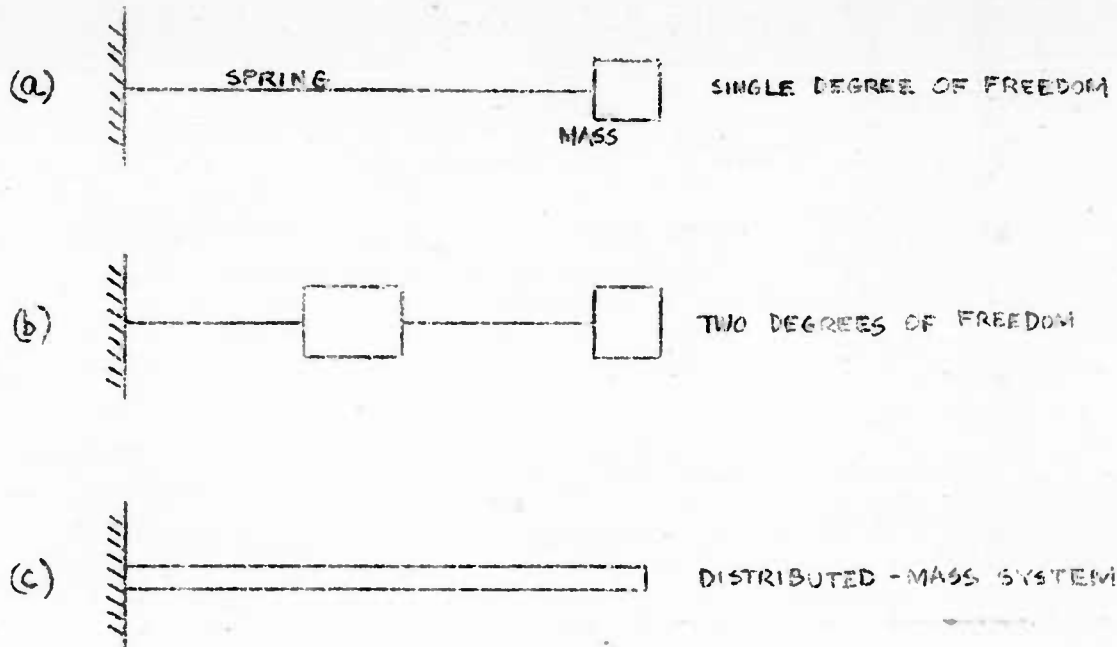 (a)
SPRING
MASS
SINGLE DEGREE OF FREEDOM
(b)
TWO DEGREES OF FREEDOM
(c)
DISTRIBUTED - MASS SYSTEM